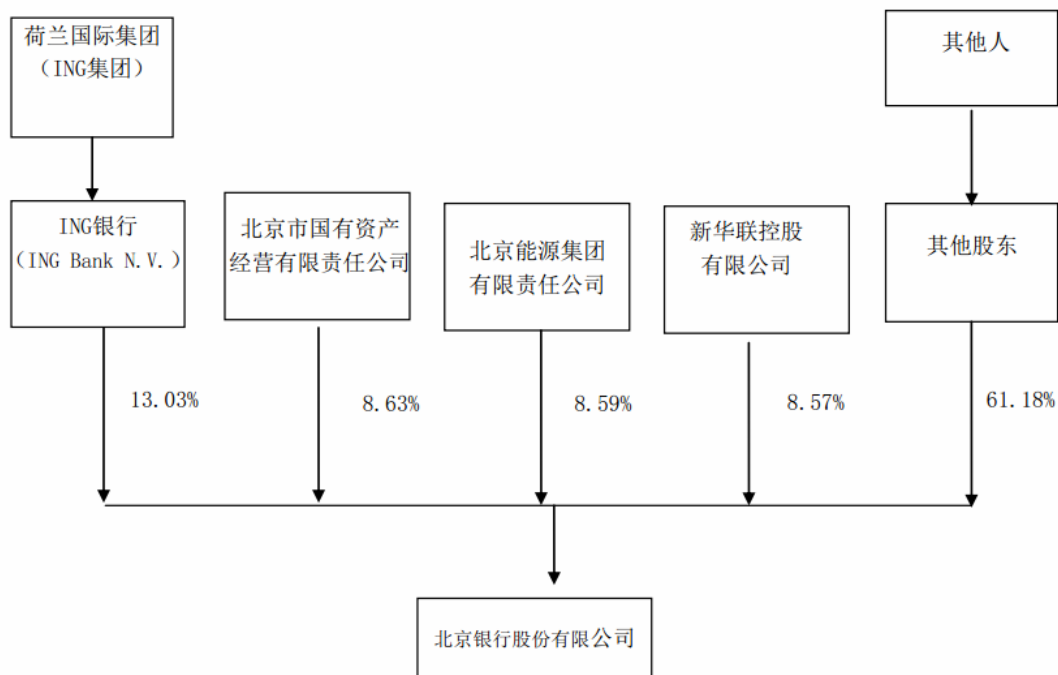 荷兰国际集团
（ING集团）
其他人
ING银行
（ING Bank N.V.）
北京市国有资产
经营有限责任公司
北京能源集团
有限责任公司
新华联控股
有限公司
其他股东
13.03%
8.63%
8.59%
8.57%
61.18%
北京银行股份有限公司